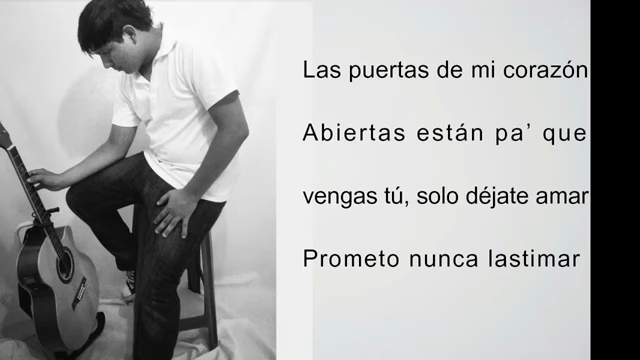 Las puertas de mi corazón
Abiertas están pa’ que
vengas tú, solo déjate amar
Prometo nunca lastimar